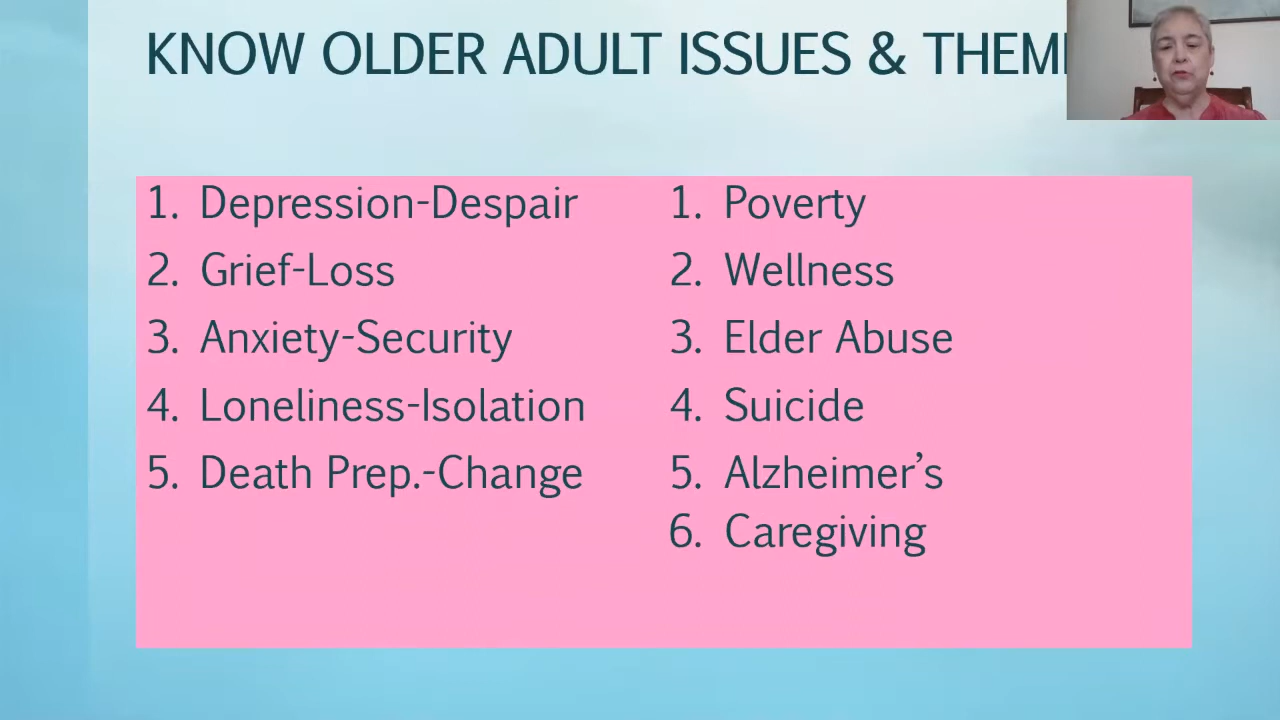 KNOW OLDER ADULT ISSUES &
1. Depression-Despair
2. Grief-Loss
3. Anxiety-Security
4. Loneliness-Isolation
5. Death Prep.-Change
1. Poverty
2. Wellness
3. Elder Abuse
4. Suicide
5. Alzheimer’s
6. Caregiving